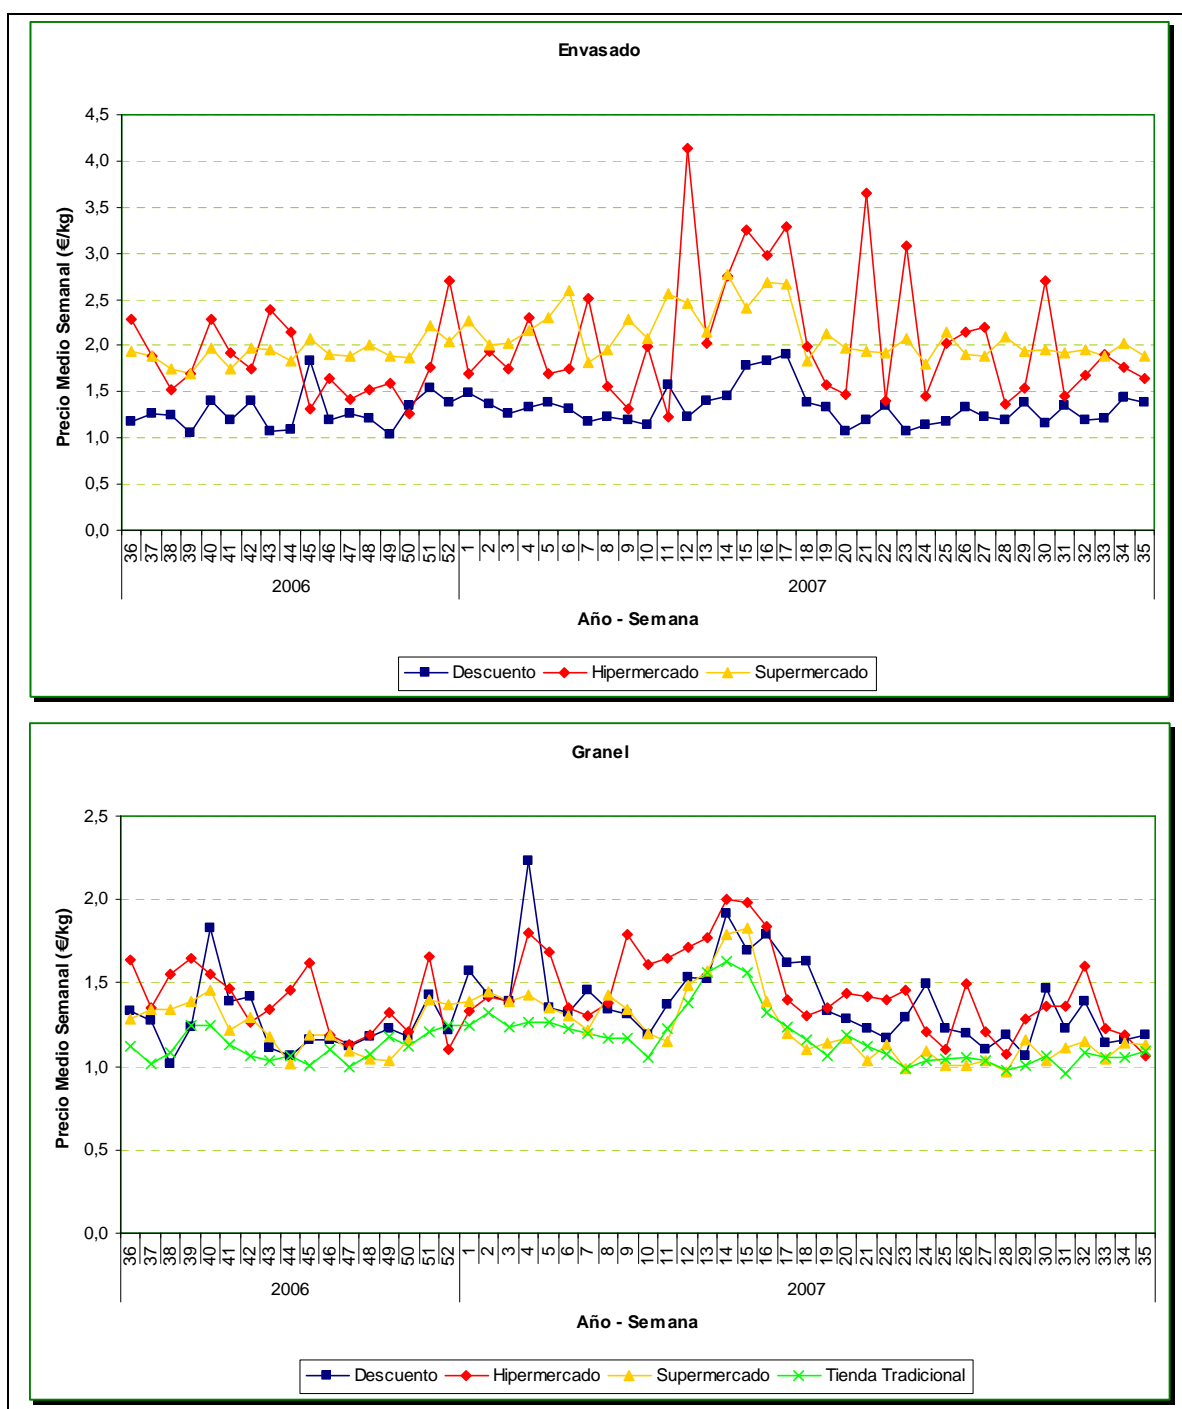 Envasado
4,5
4,0
3,5
3,0
2,5
2,0
1,5
1,0
0,5
0,0
Precio Medio Semanal (€/kg)
36 37 38 39 40 41 42 43 44 45 46 47 48 49 50 51 52 1 2 3 4 5 6 7 8 9 10 11 12 13 14 15 16 17 18 19 20 21 22 23 24 25 26 27 28 29 30 31 32 33 34 35
2006 2007
Año - Semana
Descuento Hipermercado Supermercado
Granel
2,5
2,0
1,5
1,0
0,5
0,0
Precio Medio Semanal (€/kg)
36 37 38 39 40 41 42 43 44 45 46 47 48 49 50 51 52 1 2 3 4 5 6 7 8 9 10 11 12 13 14 15 16 17 18 19 20 21 22 23 24 25 26 27 28 29 30 31 32 33 34 35
2006 2007
Año - Semana
Descuento Hipermercado Supermercado Tienda Tradicional